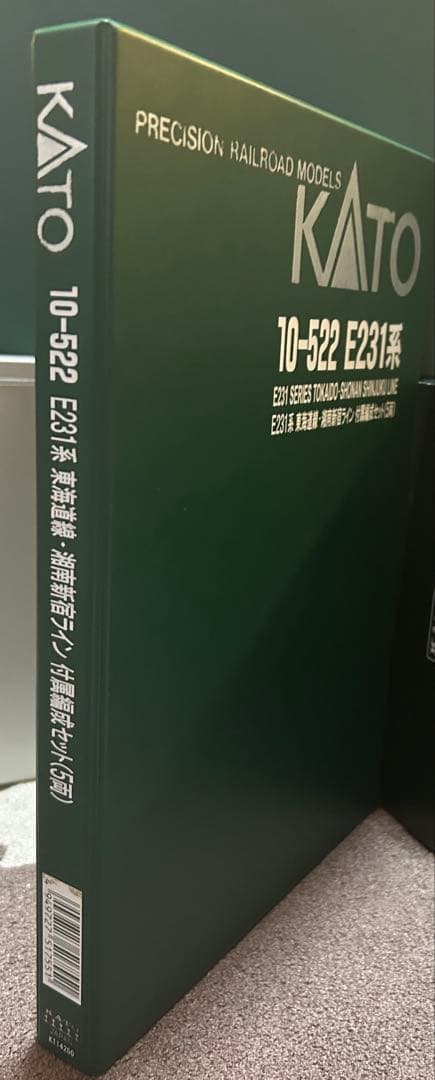 KATO
10-522 E231系 東海道線・湘南新宿ライン 付属編成セット(5両)
K114200
PRECISION RAILROAD MODELS
KATO
10-522 E231系
E231 SERIES TOKAIDO-SHONAN SHINJUKU LINE
E231系 東海道線・湘南新宿ライン 付属編成セット(5両)